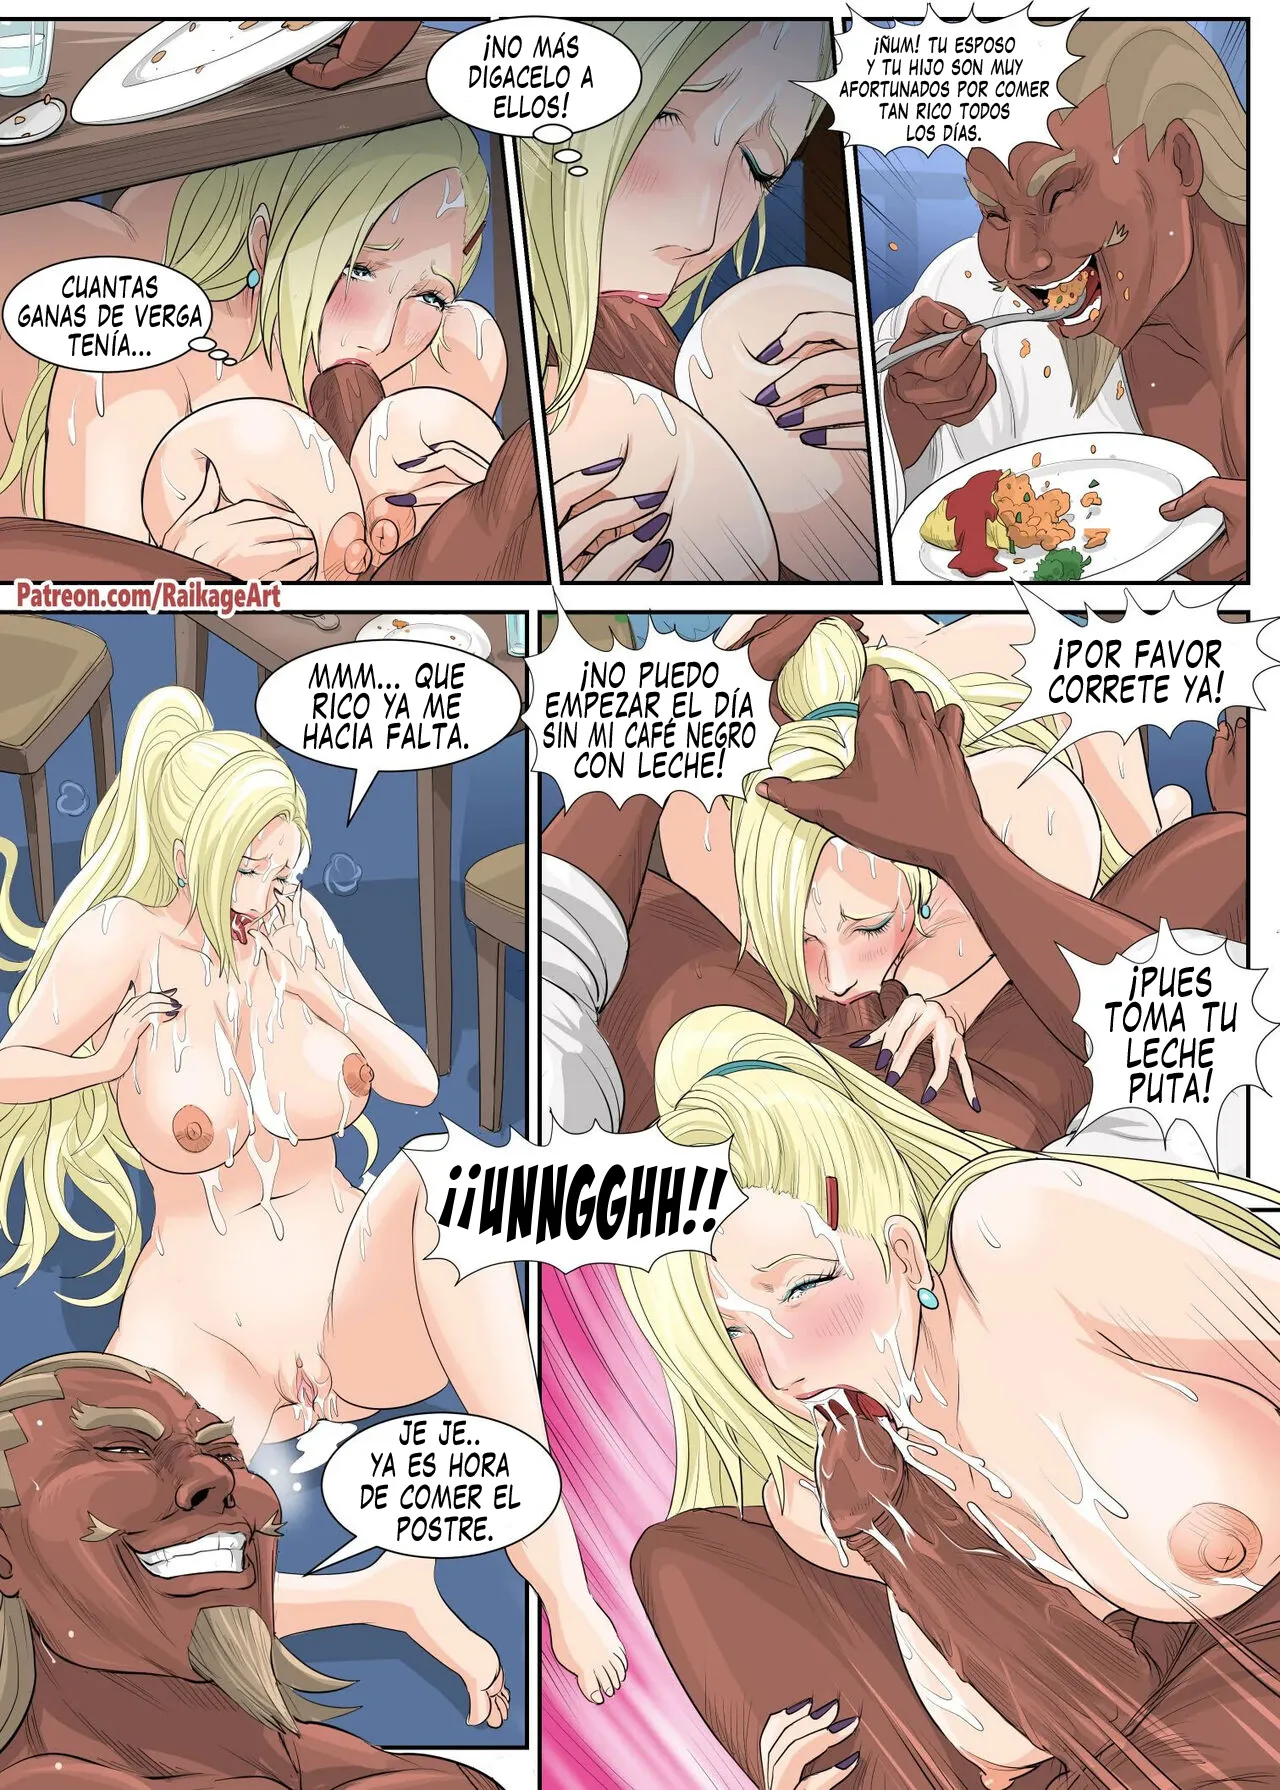 ¡NO MÁS
DIGACELO A
ELLOS!
¡ÑUM! TU ESPOSO
Y TU HIJO SON MUY
AFORTUNADOS POR COMER
TAN RICO TODOS
LOS DÍAS.
CUANTAS
GANAS DE VERGA
TENÍA...
Patreon.com/RaikageArt
MMM... QUE
RICO YA ME
HACIA FALTA.
¡NO PUEDO
EMPEZAR EL DÍA
SIN MI CAFÉ NEGRO
CON LECHE!
¡POR FAVOR
CORRETE YA!
¡PUES
TOMA TU
LECHE
PUTA!
¡¡UNNGGHH!!
JE JE..
YA ES HORA
DE COMER EL
POSTRE.